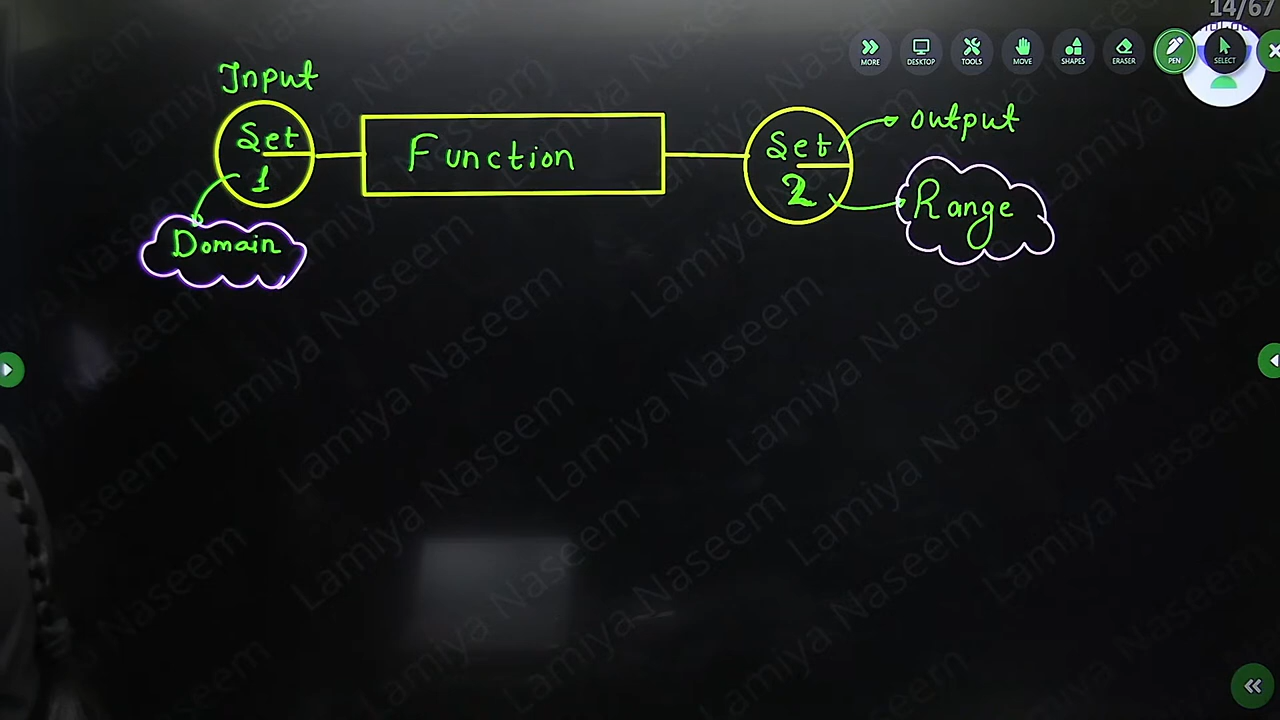 14/67
MORE
DESKTOP
TOOLS
MOVE
SHAPES
ERASER
PEN
SELECT
Input
Set
1
Function
Set
2
output
Domain
Range
Lamiya Naseem